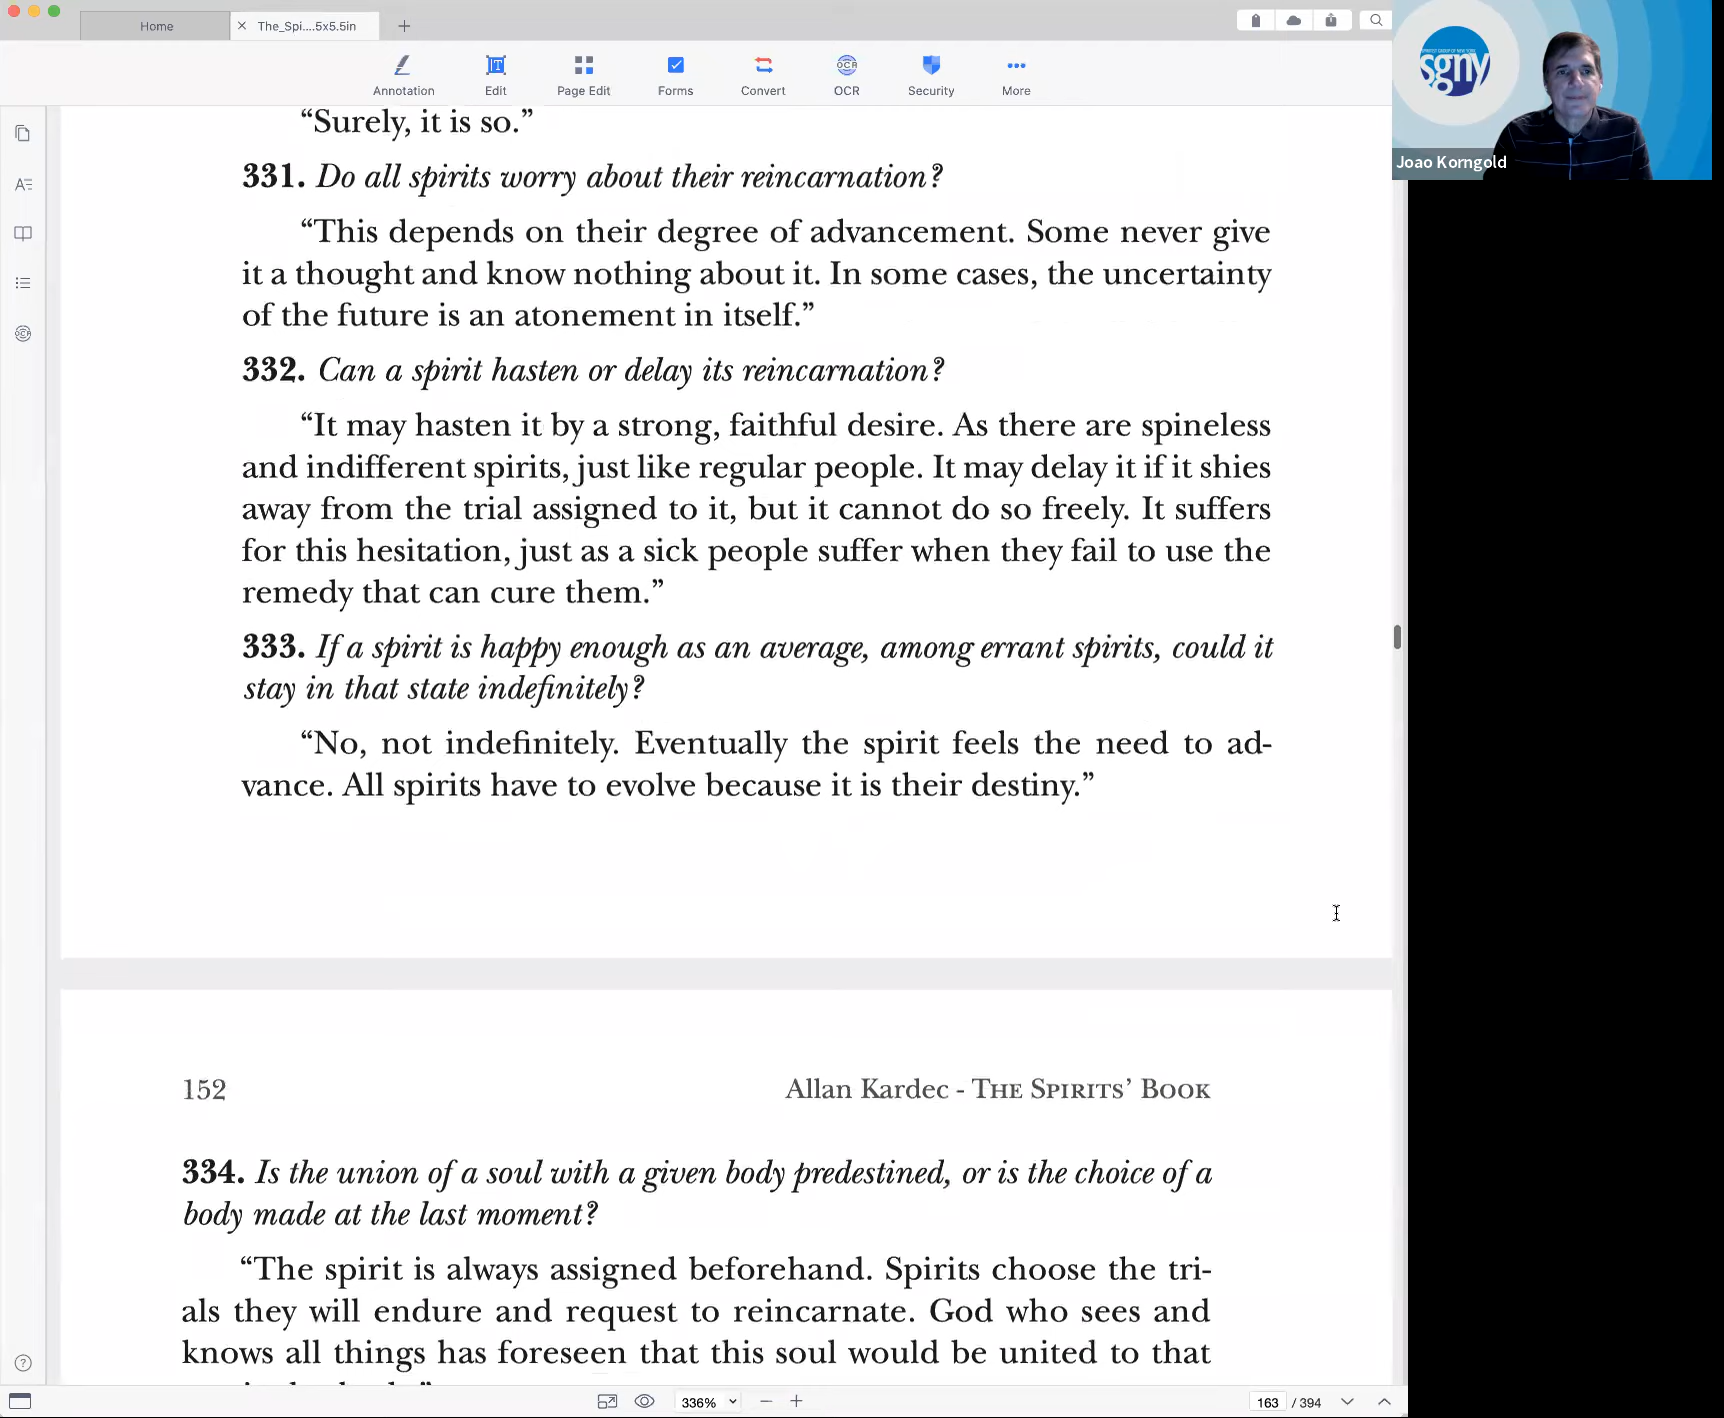 Home
The_Spi....5x5.5in
Annotation
Edit
Page Edit
Forms
Convert
OCR
OCR
Security
More
SPIRITIST GROUP OF NEW YORK
sgny
Joao Korngold
“Surely, it is so.”
331. Do all spirits worry about their reincarnation?
“This depends on their degree of advancement. Some never give
it a thought and know nothing about it. In some cases, the uncertainty
of the future is an atonement in itself.”
332. Can a spirit hasten or delay its reincarnation?
“It may hasten it by a strong, faithful desire. As there are spineless
and indifferent spirits, just like regular people. It may delay it if it shies
away from the trial assigned to it, but it cannot do so freely. It suffers
for this hesitation, just as a sick people suffer when they fail to use the
remedy that can cure them.”
333. If a spirit is happy enough as an average, among errant spirits, could it
stay in that state indefinitely?
“No, not indefinitely. Eventually the spirit feels the need to ad-
vance. All spirits have to evolve because it is their destiny.”
152
Allan Kardec - THE SPIRITS’ BOOK
334. Is the union of a soul with a given body predestined, or is the choice of a
body made at the last moment?
“The spirit is always assigned beforehand. Spirits choose the tri-
als they will endure and request to reincarnate. God who sees and
knows all things has foreseen that this soul would be united to that
336%
163 / 394